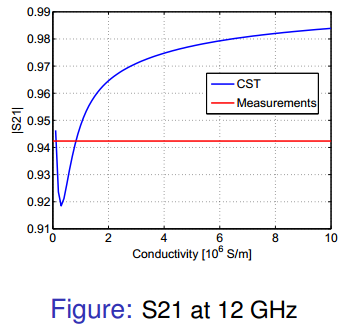 0.99
0.98
0.97
0.96
0.95
0.94
0.93
0.92
0.91
|S21|
CST
Measurements
0 2 4 6 8 10
Conductivity [10⁶ S/m]
Figure: S21 at 12 GHz